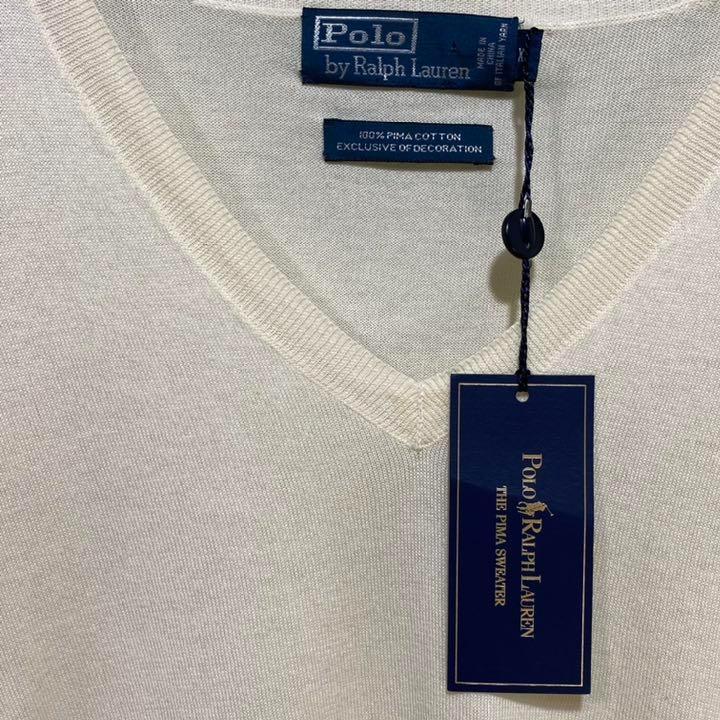 Polo
by Ralph Lauren
MADE IN
CHINA
OF ITALIAN YARN
100% PIMA COTTON
EXCLUSIVE OF DECORATION
POLO RALPH LAUREN
THE PIMA SWEATER